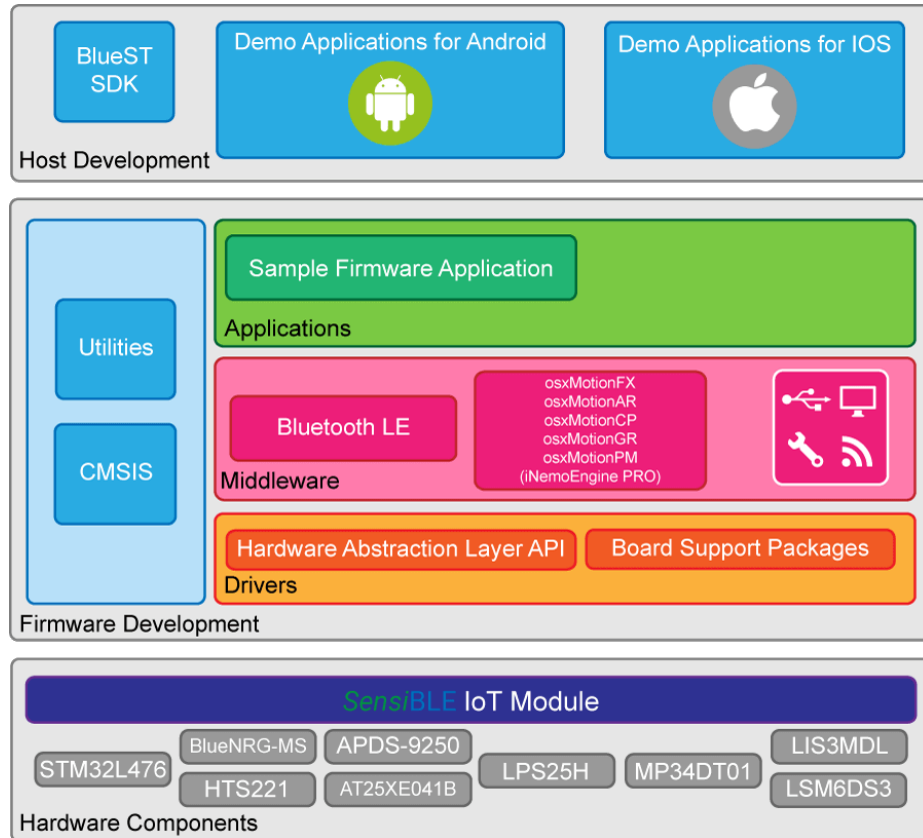 BlueST
SDK
Demo Applications for Android
Demo Applications for IOS
Host Development
Utilities
CMSIS
Sample Firmware Application
Applications
Bluetooth LE
osxMotionFX
osxMotionAR
osxMotionCP
osxMotionGR
osxMotionPM
(iNemoEngine PRO)
Middleware
Hardware Abstraction Layer API
Board Support Packages
Drivers
Firmware Development
SensiBLE IoT Module
STM32L476
BlueNRG-MS
HTS221
APDS-9250
AT25XE041B
LPS25H
MP34DT01
LIS3MDL
LSM6DS3
Hardware Components